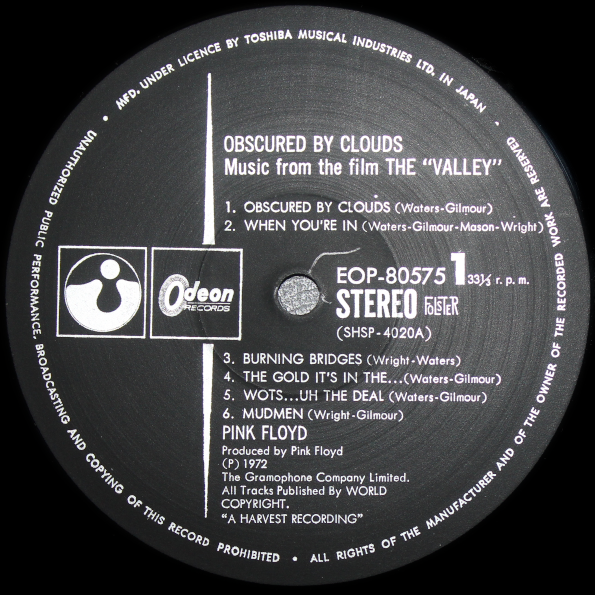 MFD. UNDER LICENCE BY TOSHIBA MUSICAL INDUSTRIES LTD. IN JAPAN •
UNAUTHORIZED PUBLIC PERFORMANCE, BROADCASTING AND COPYING OF THIS RECORD PROHIBITED • ALL RIGHTS OF THE MANUFACTURER AND OF THE OWNER OF THE RECORDED WORK ARE RESERVED •
OBSCURED BY CLOUDS
Music from the film THE "VALLEY"
1. OBSCURED BY CLOUDS (Waters-Gilmour)
2. WHEN YOU'RE IN (Waters-Gilmour-Mason-Wright)
Odeon
RECORDS
EOP-80575 1 33⅓ r. p. m.
STEREO
(SHSP-4020A)
3. BURNING BRIDGES (Wright-Waters)
4. THE GOLD IT'S IN THE...(Waters-Gilmour)
5. WOTS...UH THE DEAL (Waters-Gilmour)
6. MUDMEN (Wright-Gilmour)
PINK FLOYD
Produced by Pink Floyd
(P) 1972
The Gramophone Company Limited.
All Tracks Published By WORLD
COPYRIGHT.
"A HARVEST RECORDING"